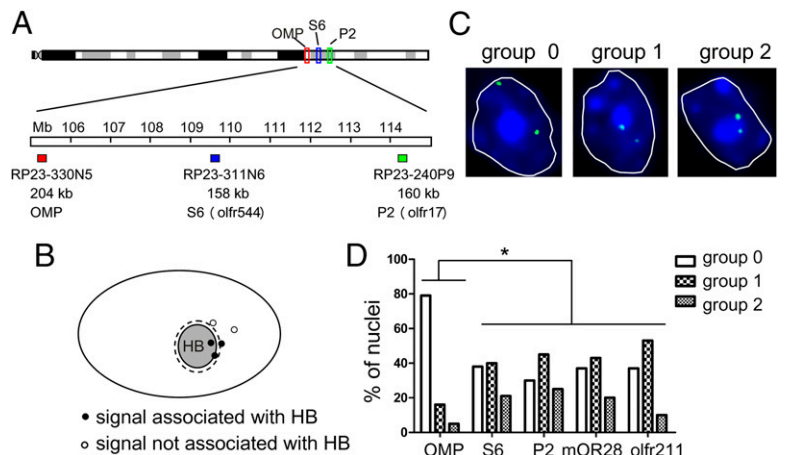 A
OMP S6 P2
Mb 106 107 108 109 110 111 112 113 114
RP23-330N5 RP23-311N6 RP23-240P9
204 kb 158 kb 160 kb
OMP S6 ( olfr544) P2 ( olfr17)
B
HB
signal associated with HB
signal not associated with HB
C
group 0 group 1 group 2
D
*
group 0
group 1
group 2
% of nuclei
100
80
60
40
20
0
OMP S6 P2 mOR28 olfr211